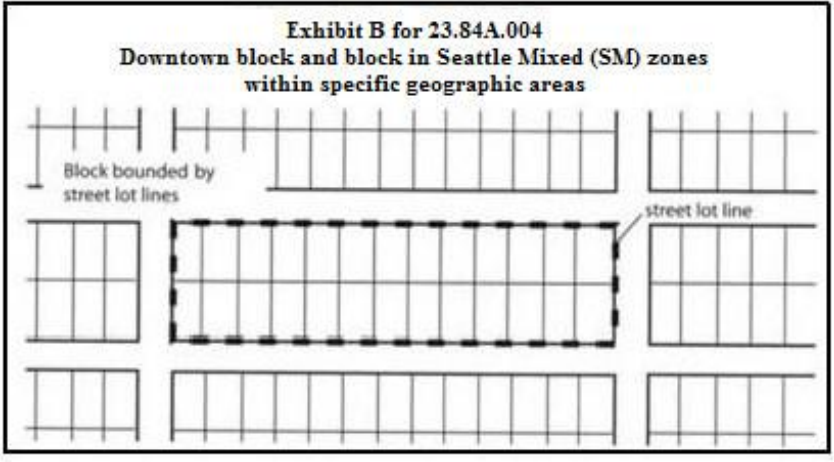 Exhibit B for 23.84A.004
Downtown block and block in Seattle Mixed (SM) zones
within specific geographic areas
Block bounded by
street lot lines
street lot line